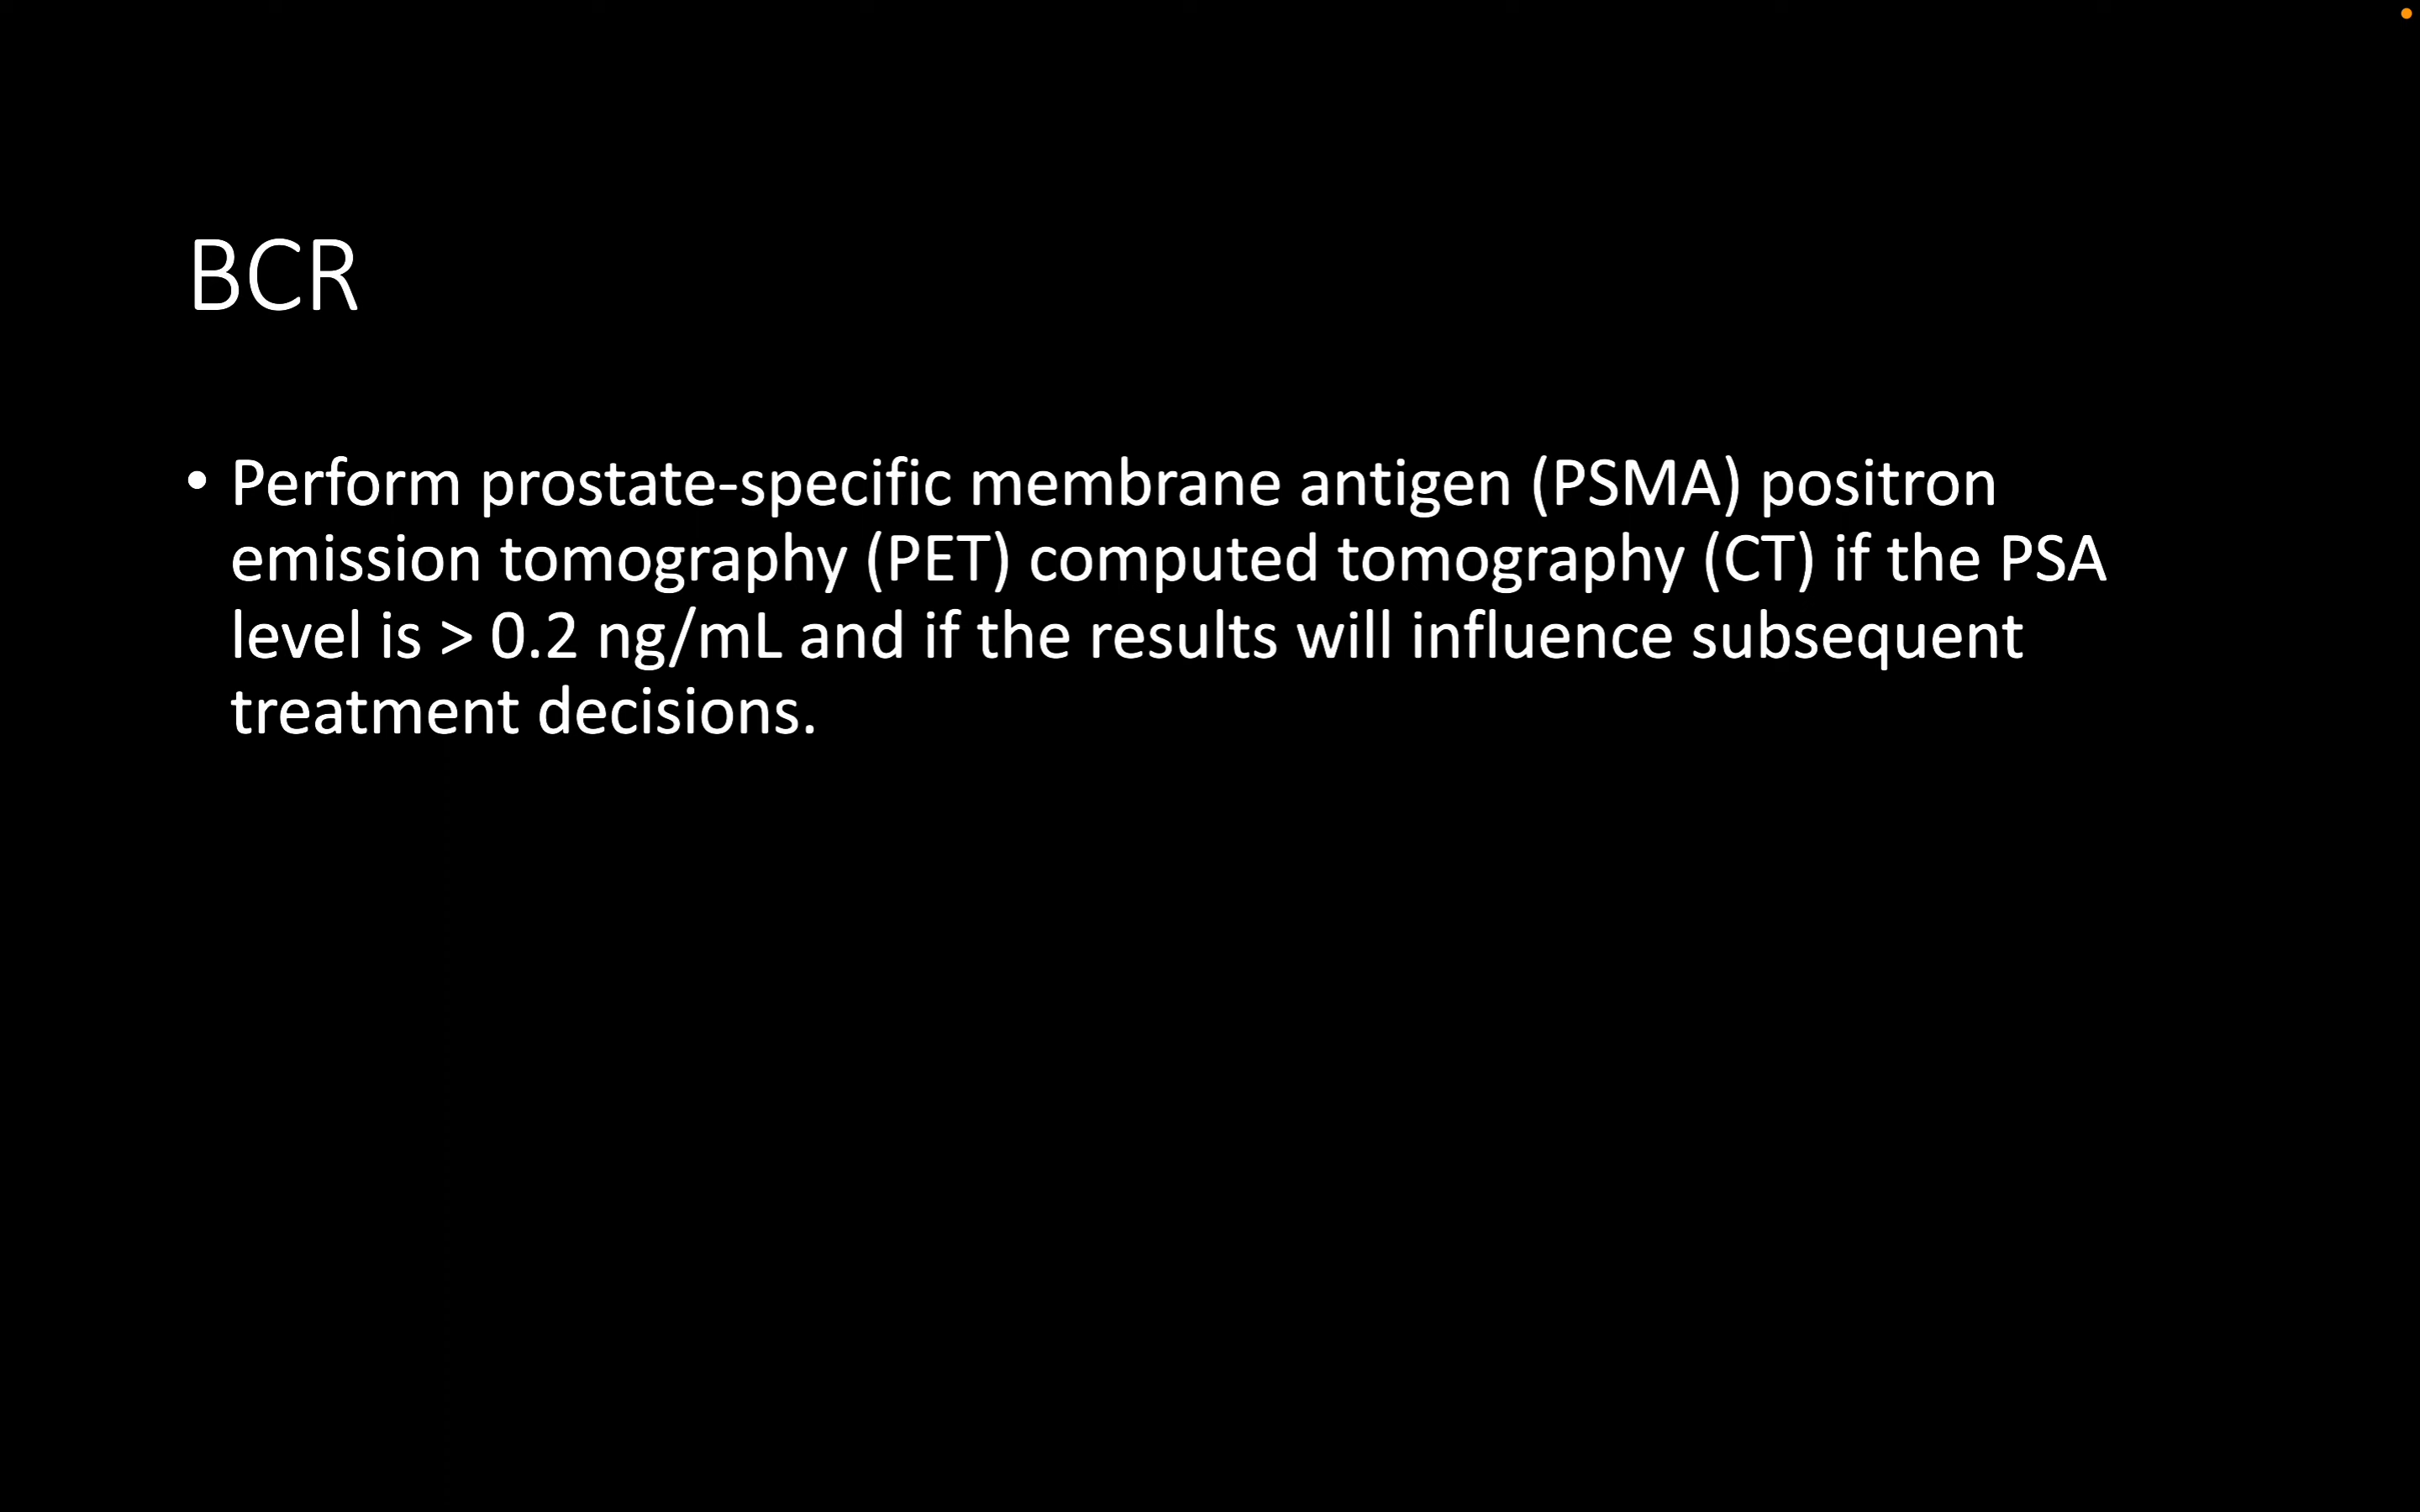 BCR
• Perform prostate-specific membrane antigen (PSMA) positron
emission tomography (PET) computed tomography (CT) if the PSA
level is > 0.2 ng/mL and if the results will influence subsequent
treatment decisions.